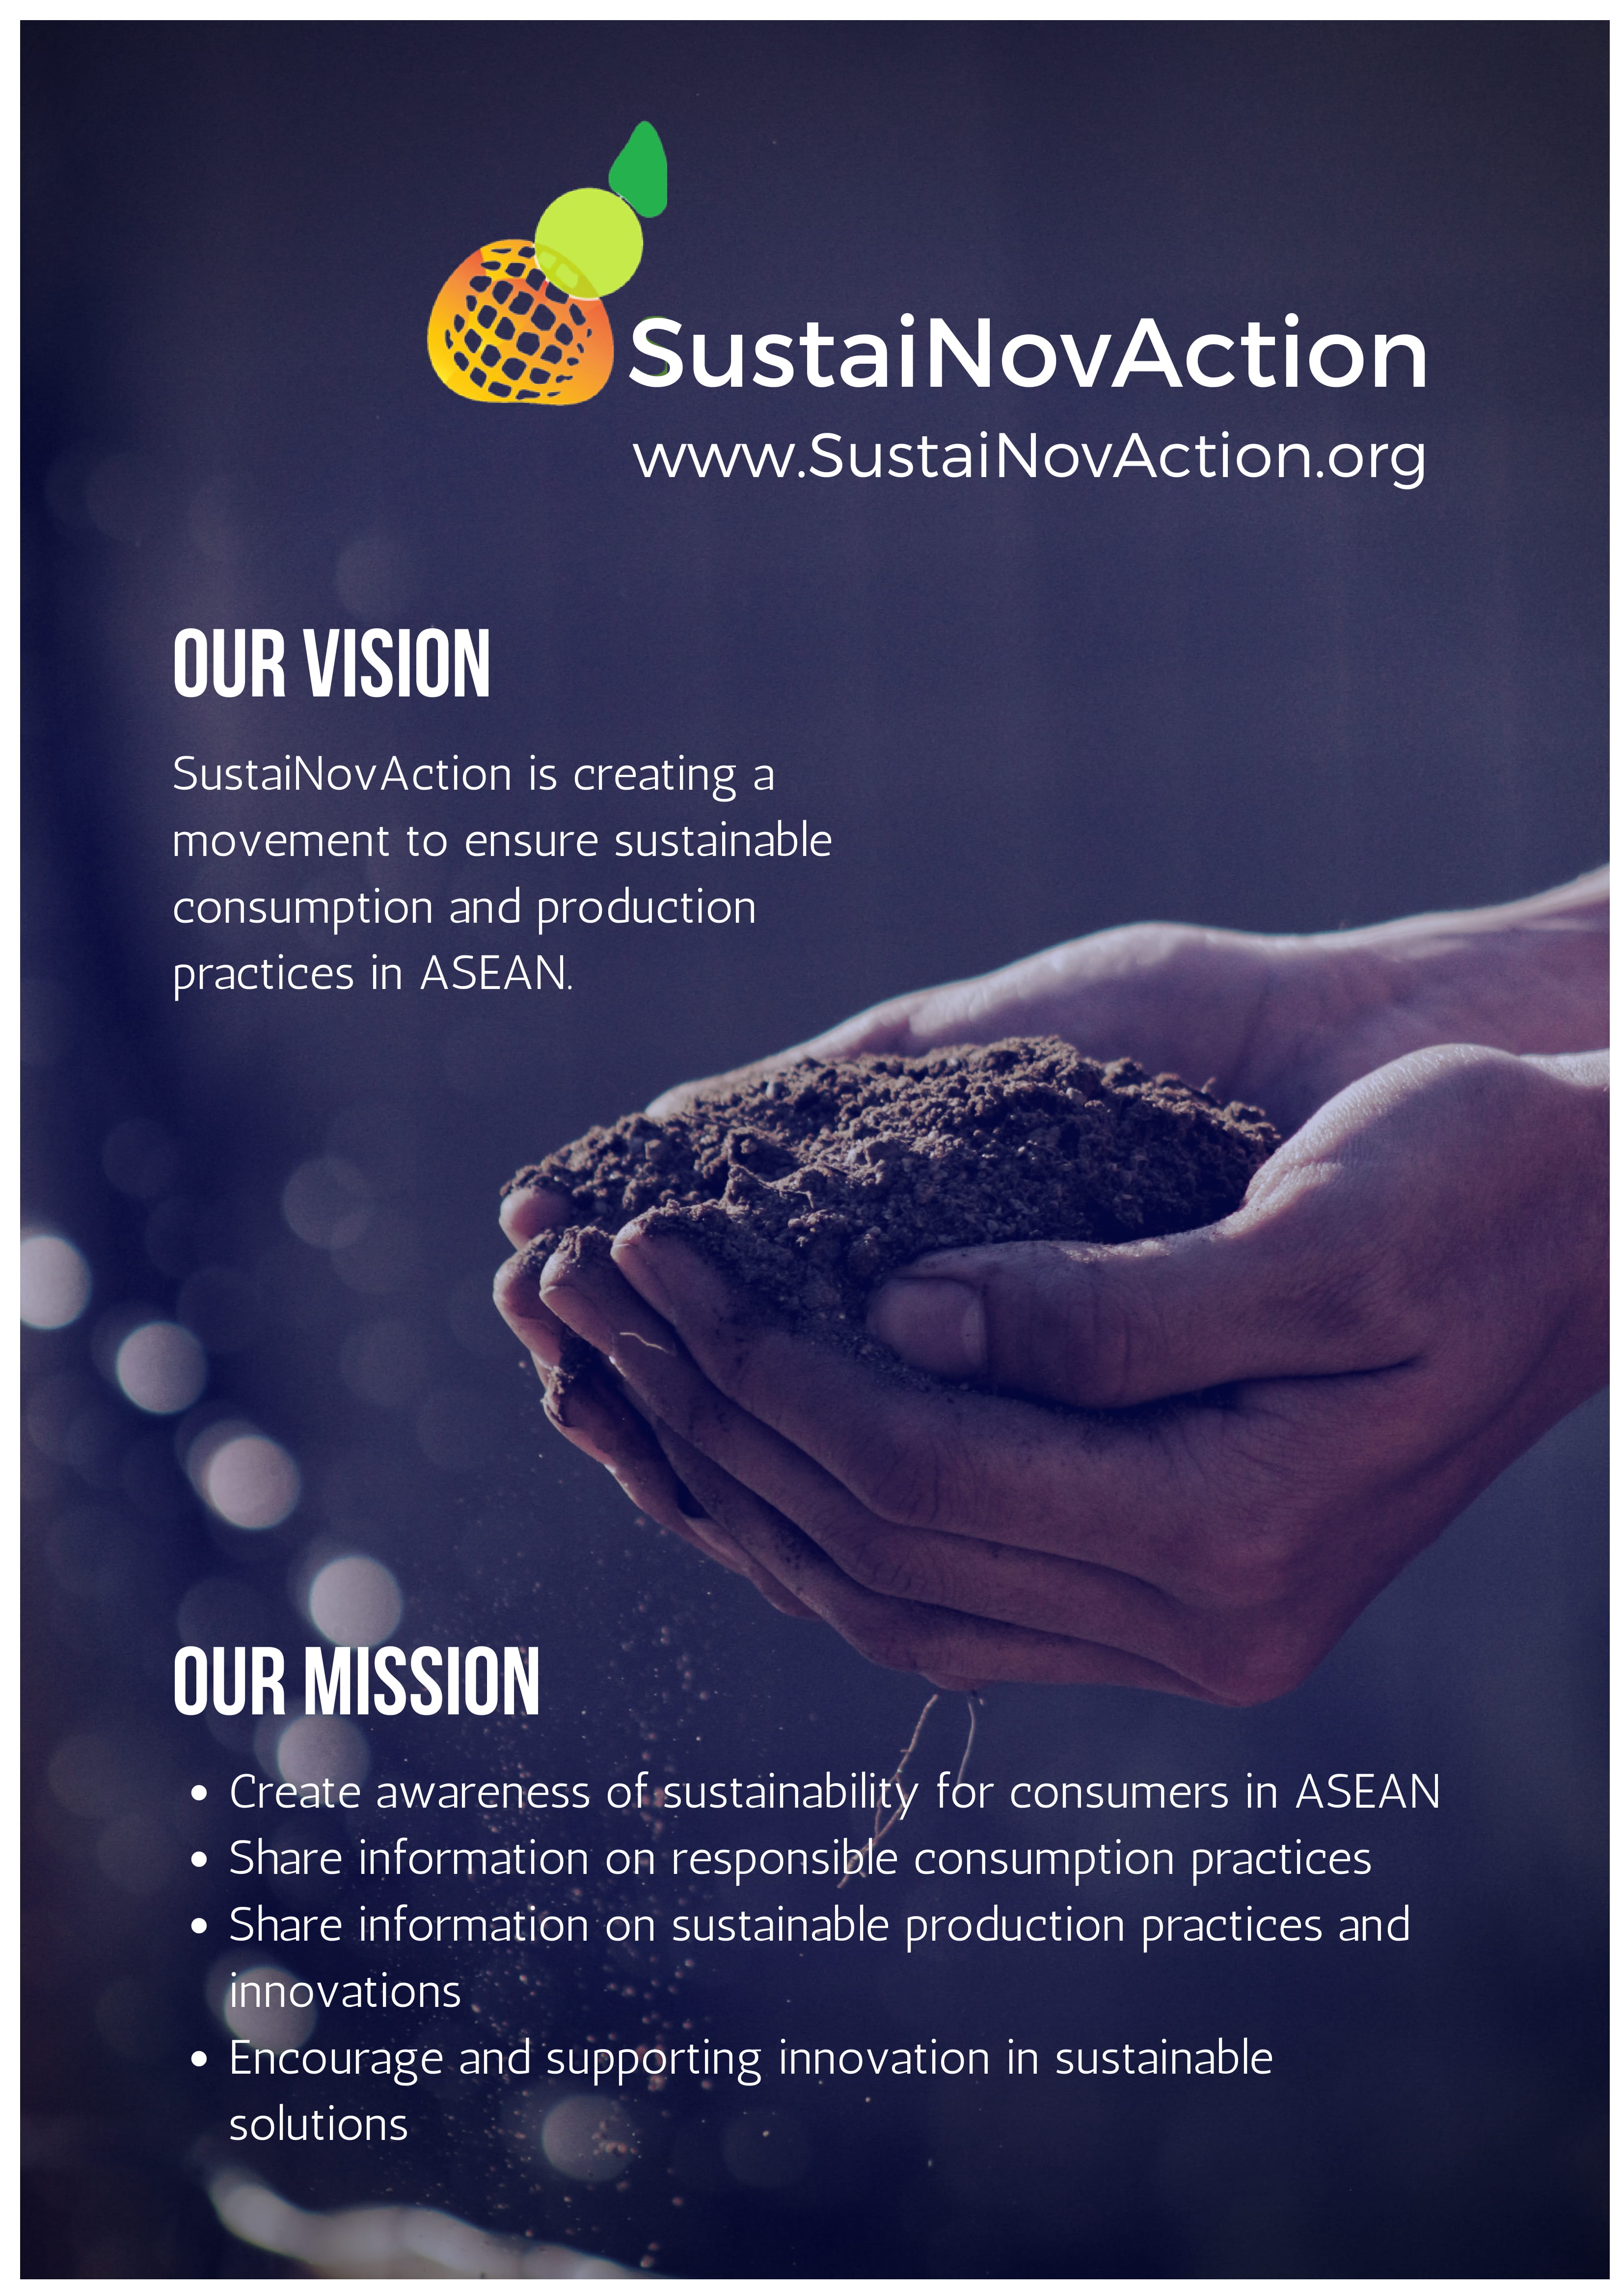 SustaiNovAction
www.SustaiNovAction.org
OUR VISION
SustaiNovAction is creating a
movement to ensure sustainable
consumption and production
practices in ASEAN.
OUR MISSION
• Create awareness of sustainability for consumers in ASEAN
• Share information on responsible consumption practices
• Share information on sustainable production practices and
innovations
• Encourage and supporting innovation in sustainable
solutions